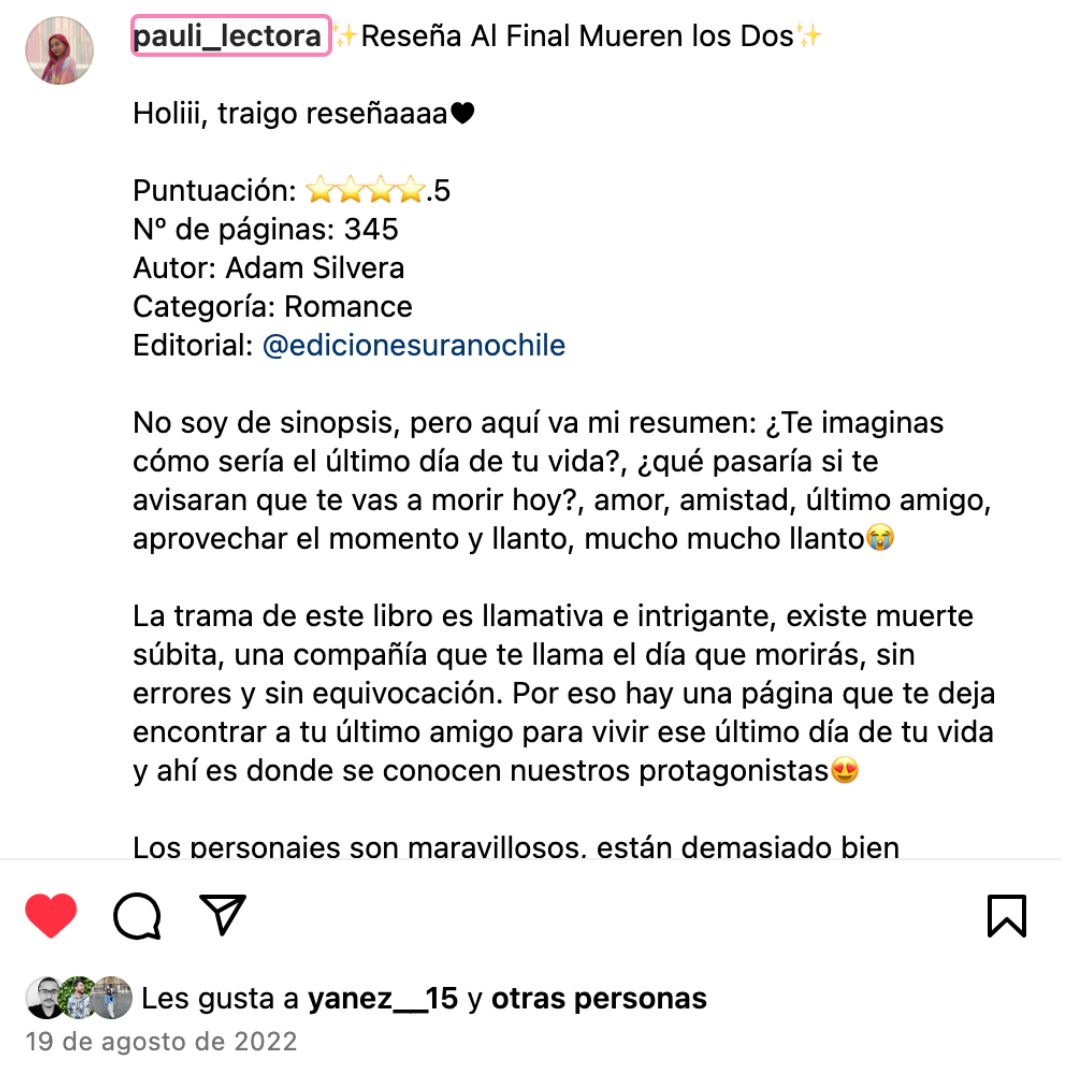 pauli_lectora ✨Reseña Al Final Mueren los Dos✨
Holiii, traigo reseñaaaa🖤
Puntuación: ⭐⭐⭐⭐.5
Nº de páginas: 345
Autor: Adam Silvera
Categoría: Romance
Editorial: @edicionesuranochile
No soy de sinopsis, pero aquí va mi resumen: ¿Te imaginas
cómo sería el último día de tu vida?, ¿qué pasaría si te
avisaran que te vas a morir hoy?, amor, amistad, último amigo,
aprovechar el momento y llanto, mucho mucho llanto😭
La trama de este libro es llamativa e intrigante, existe muerte
súbita, una compañía que te llama el día que morirás, sin
errores y sin equivocación. Por eso hay una página que te deja
encontrar a tu último amigo para vivir ese último día de tu vida
y ahí es donde se conocen nuestros protagonistas😍
Los personajes son maravillosos, están demasiado bien
Les gusta a yanez__15 y otras personas
19 de agosto de 2022